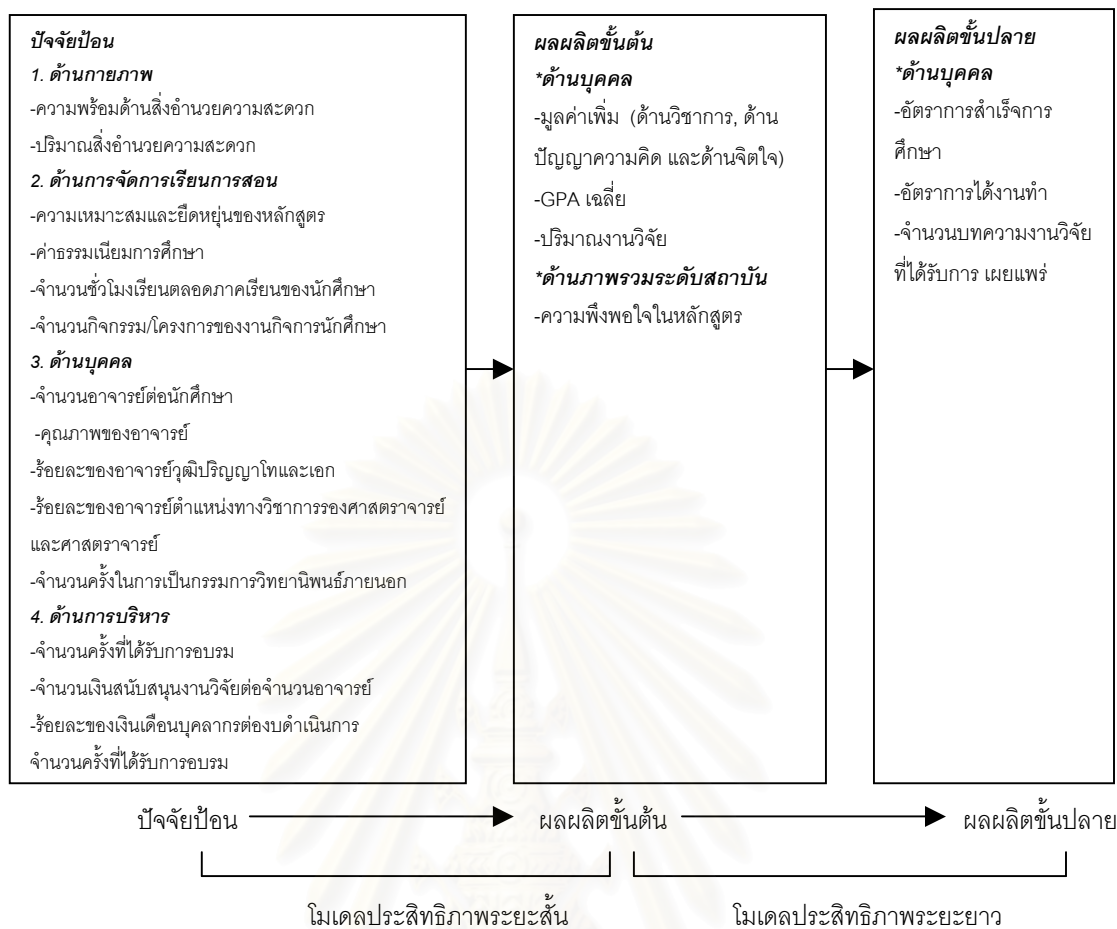 ปัจจัยป้อน
1. ด้านกายภาพ
-ความพร้อมด้านสิ่งอำนวยความสะดวก
-ปริมาณสิ่งอำนวยความสะดวก
2. ด้านการจัดการเรียนการสอน
-ความเหมาะสมและยืดหยุ่นของหลักสูตร
-ค่าธรรมเนียมการศึกษา
-จำนวนชั่วโมงเรียนตลอดภาคเรียนของนักศึกษา
-จำนวนกิจกรรม/โครงการของงานกิจการนักศึกษา
3. ด้านบุคคล
-จำนวนอาจารย์ต่อนักศึกษา
-คุณภาพของอาจารย์
-ร้อยละของอาจารย์วุฒิปริญญาโทและเอก
-ร้อยละของอาจารย์ตำแหน่งทางวิชาการรองศาสตราจารย์
และศาสตราจารย์
-จำนวนครั้งในการเป็นกรรมการวิทยานิพนธ์ภายนอก
4. ด้านการบริหาร
-จำนวนครั้งที่ได้รับการอบรม
-จำนวนเงินสนับสนุนงานวิจัยต่อจำนวนอาจารย์
-ร้อยละของเงินเดือนบุคลากรต่องบดำเนินการ
จำนวนครั้งที่ได้รับการอบรม
ผลผลิตขั้นต้น
*ด้านบุคคล
-มูลค่าเพิ่ม (ด้านวิชาการ, ด้าน
ปัญญาความคิด และด้านจิตใจ)
-GPA เฉลี่ย
-ปริมาณงานวิจัย
*ด้านภาพรวมระดับสถาบัน
-ความพึงพอใจในหลักสูตร
ผลผลิตขั้นปลาย
*ด้านบุคคล
-อัตราการสำเร็จการ
ศึกษา
-อัตราการได้งานทำ
-จำนวนบทความงานวิจัย
ที่ได้รับการ เผยแพร่
ปัจจัยป้อน ผลผลิตขั้นต้น ผลผลิตขั้นปลาย
โมเดลประสิทธิภาพระยะสั้น โมเดลประสิทธิภาพระยะยาว